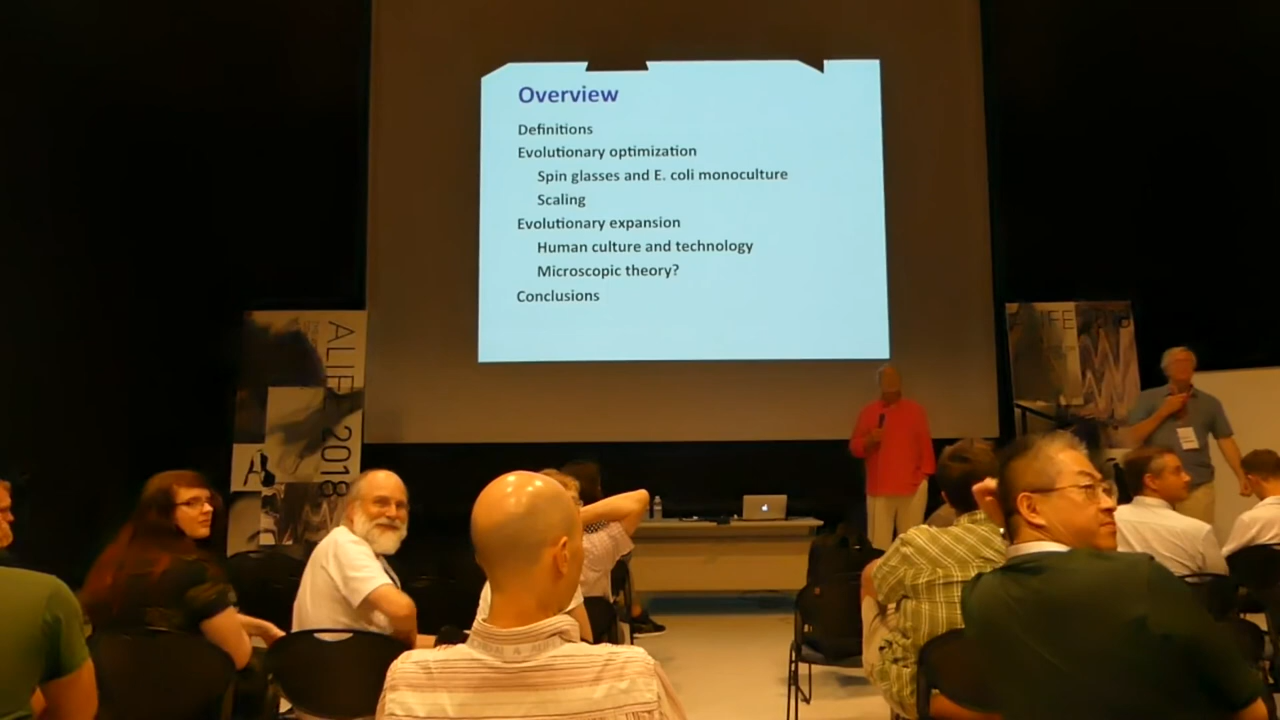 Overview
Definitions
Evolutionary optimization
Spin glasses and E. coli monoculture
Scaling
Evolutionary expansion
Human culture and technology
Microscopic theory?
Conclusions
ALIFE 2018
A